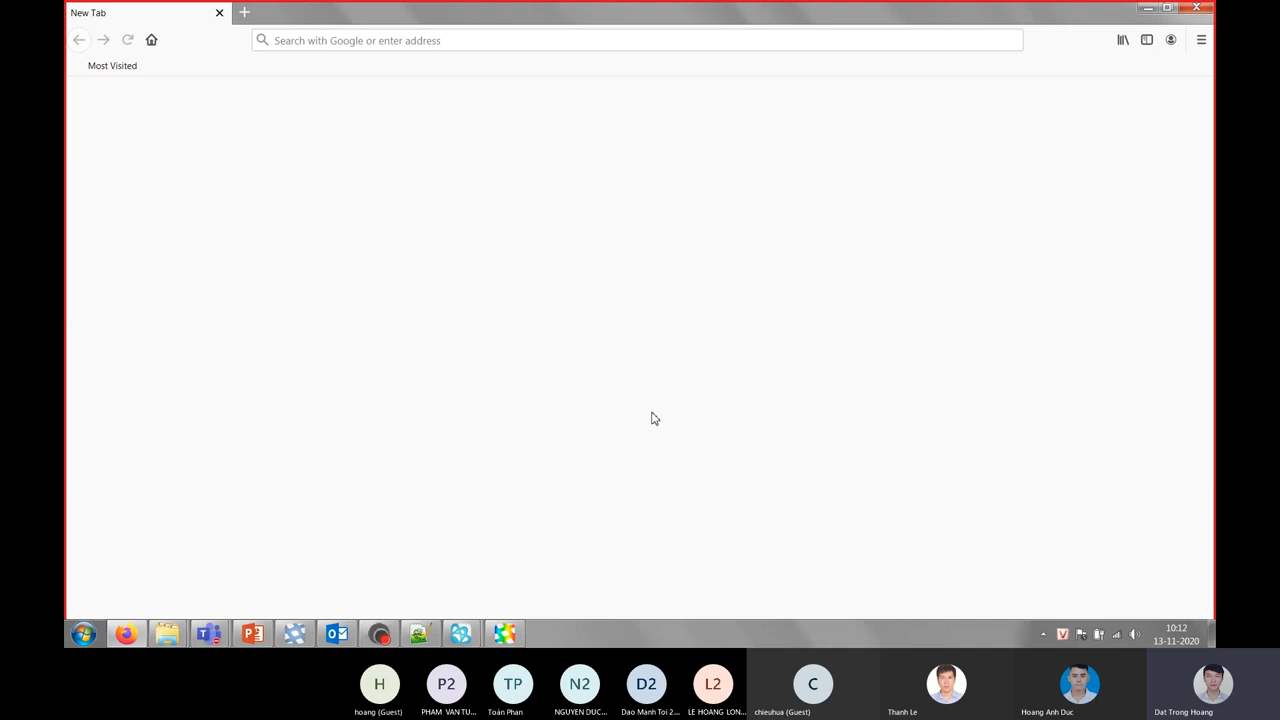 New Tab
Search with Google or enter address
Most Visited
10:12
13-11-2020
H
P2
TP
N2
D2
L2
C
hoang (Guest)
PHAM VAN TU...
Toàn Phan
NGUYEN DUC...
Dao Manh Toi 2...
LE HOANG LON...
chieuhua (Guest)
Thanh Le
Hoang Anh Duc
Dat Trong Hoang